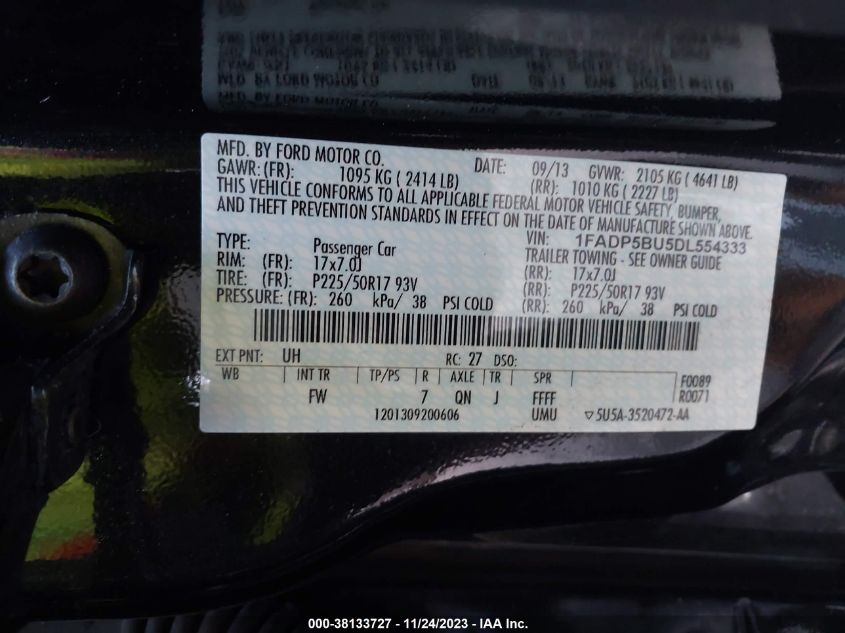 MFD. BY FORD MOTOR CO.
DATE: 09/13 GVWR: 2105 KG ( 4641 LB)
GAWR: (FR): 1095 KG ( 2414 LB) (RR): 1010 KG ( 2227 LB)
THIS VEHICLE CONFORMS TO ALL APPLICABLE FEDERAL MOTOR VEHICLE SAFETY, BUMPER,
AND THEFT PREVENTION STANDARDS IN EFFECT ON THE DATE OF MANUFACTURE SHOWN ABOVE.
VIN: 1FADP5BU5DL554333
TYPE: Passenger Car TRAILER TOWING - SEE OWNER GUIDE
RIM: (FR): 17x7.0J (RR): 17x7.0J
TIRE: (FR): P225/50R17 93V (RR): P225/50R17 93V
PRESSURE: (FR): 260 kPa/ 38 PSI COLD (RR): 260 kPa/ 38 PSI COLD
EXT PNT: UH RC: 27 DSO:
WB INT TR TP/PS R AXLE TR SPR F0089
FW 7 QN J FFFF R0071
1201309200606 UMU ▽5U5A-3520472-AA
000-38133727 - 11/24/2023 - IAA Inc.